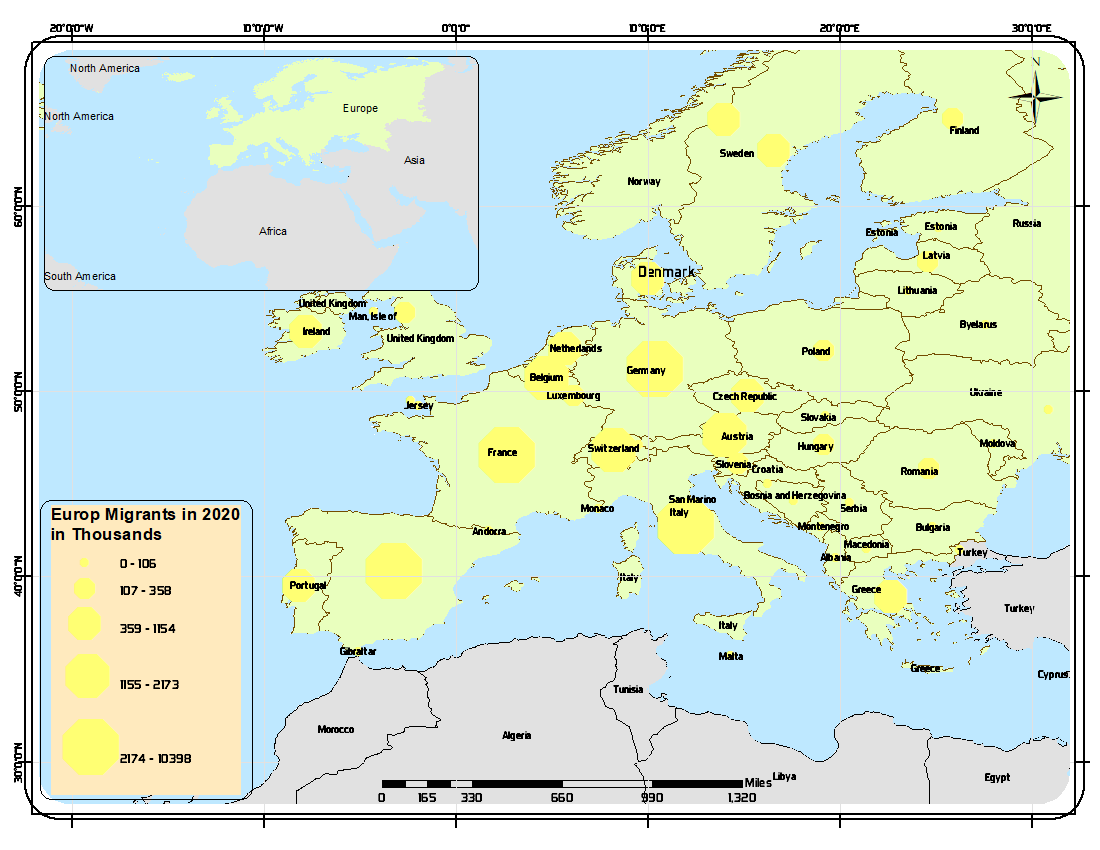 20°0'0"W 10°0'0"W 0°0'0" 10°0'0"E 20°0'0"E 30°0'0"E
North America
North America
Europe
Asia
Africa
South America
N
Finland
Sweden
Norway
60°0'0"N
Russia
Estonia
Estonia
Latvia
Denmark
Lithuania
United Kingdom
Man, Isle of
Ireland
United Kingdom
Byelarus
Netherlands
Poland
Germany
Belgium
50°0'0"N
Luxembourg
Czech Republic
Ukraine
Jersey
Slovakia
Austria
Hungary
Moldova
France
Switzerland
Slovenia
Croatia
Romania
San Marino
Bosnia and Herzegovina
Monaco
Italy
Serbia
Andorra
Montenegro
Bulgaria
Macedonia
Albania
Turkey
40°0'0"N
Portugal
Italy
Greece
Turkey
Italy
Gibraltar
Malta
Greece
Cyprus
Tunisia
Morocco
Algeria
Libya
Egypt
30°0'0"N
Europ Migrants in 2020
in Thousands
0 - 106
107 - 358
359 - 1154
1155 - 2173
2174 - 10398
Miles
0 165 330 660 990 1,320